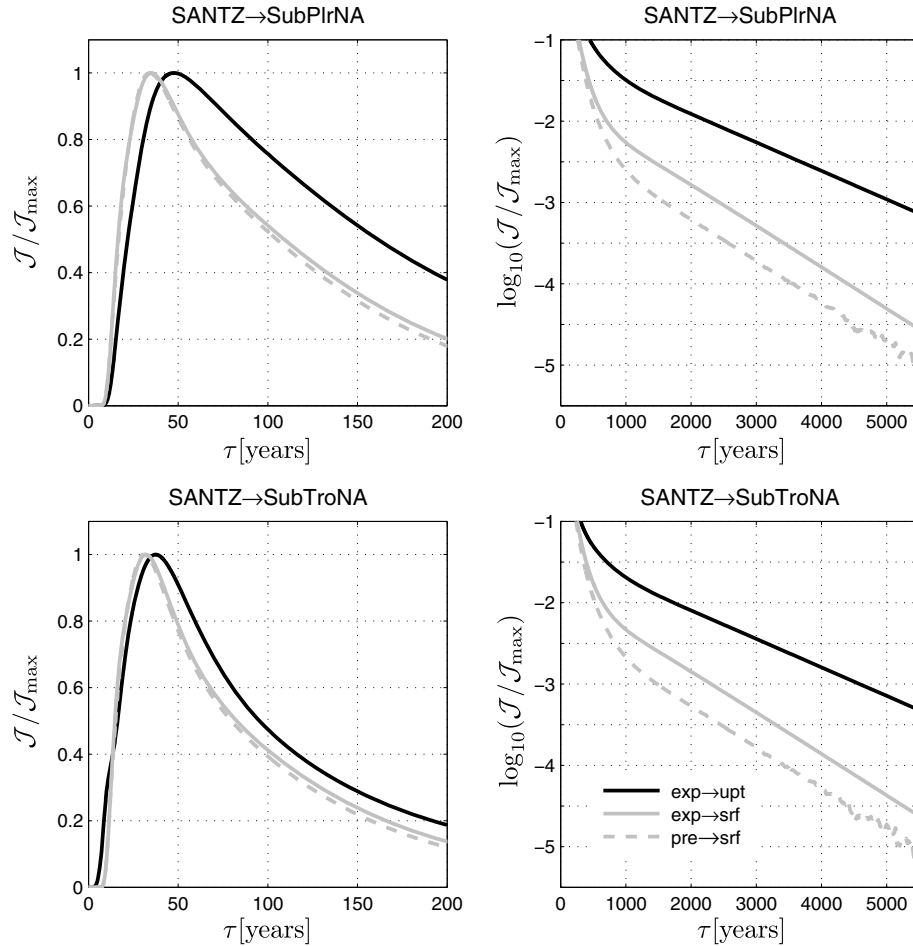 SANTZ→SubPlrNA
SANTZ→SubPlrNA
1
0.8
0.6
0.4
0.2
0
𝒥/𝒥max
0 50 100 150 200
τ[years]
−1
−2
−3
−4
−5
log10(𝒥/𝒥max)
0 1000 2000 3000 4000 5000
τ[years]
SANTZ→SubTroNA
SANTZ→SubTroNA
1
0.8
0.6
0.4
0.2
0
𝒥/𝒥max
0 50 100 150 200
τ[years]
−1
−2
−3
−4
−5
log10(𝒥/𝒥max)
exp→upt
exp→srf
pre→srf
0 1000 2000 3000 4000 5000
τ[years]